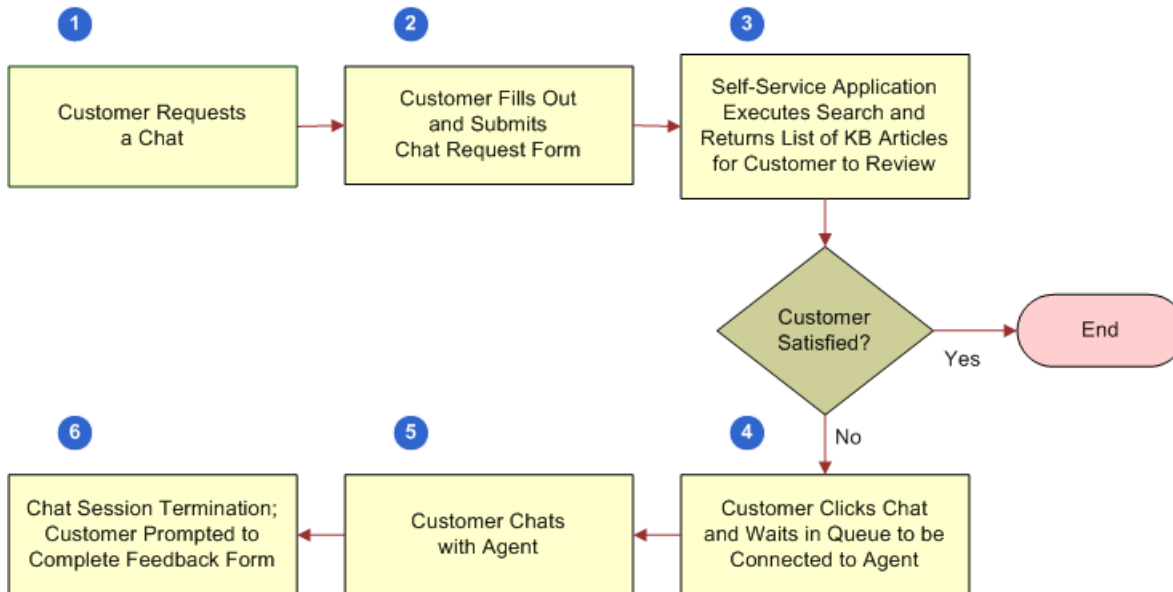 1
2
3
Customer Requests
a Chat
Customer Fills Out
and Submits
Chat Request Form
Self-Service Application
Executes Search and
Returns List of KB Articles
for Customer to Review
Customer
Satisfied?
Yes
End
No
6
5
4
Chat Session Termination;
Customer Prompted to
Complete Feedback Form
Customer Chats
with Agent
Customer Clicks Chat
and Waits in Queue to be
Connected to Agent